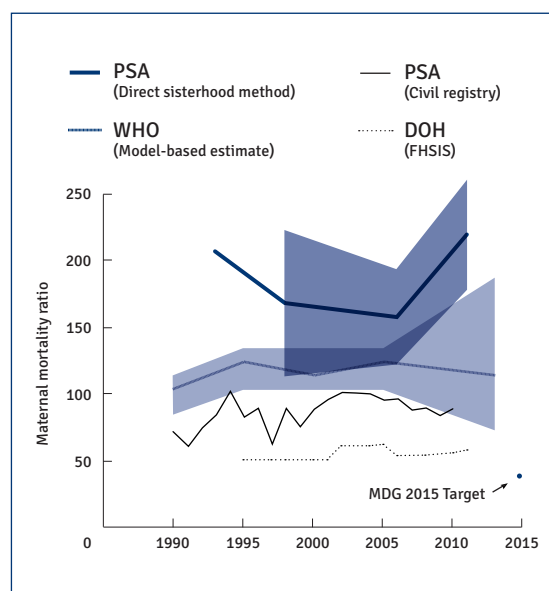 PSA
(Direct sisterhood method)
PSA
(Civil registry)
WHO
(Model-based estimate)
DOH
(FHSIS)
Maternal mortality ratio
250
200
150
100
50
0
MDG 2015 Target
1990 1995 2000 2005 2010 2015